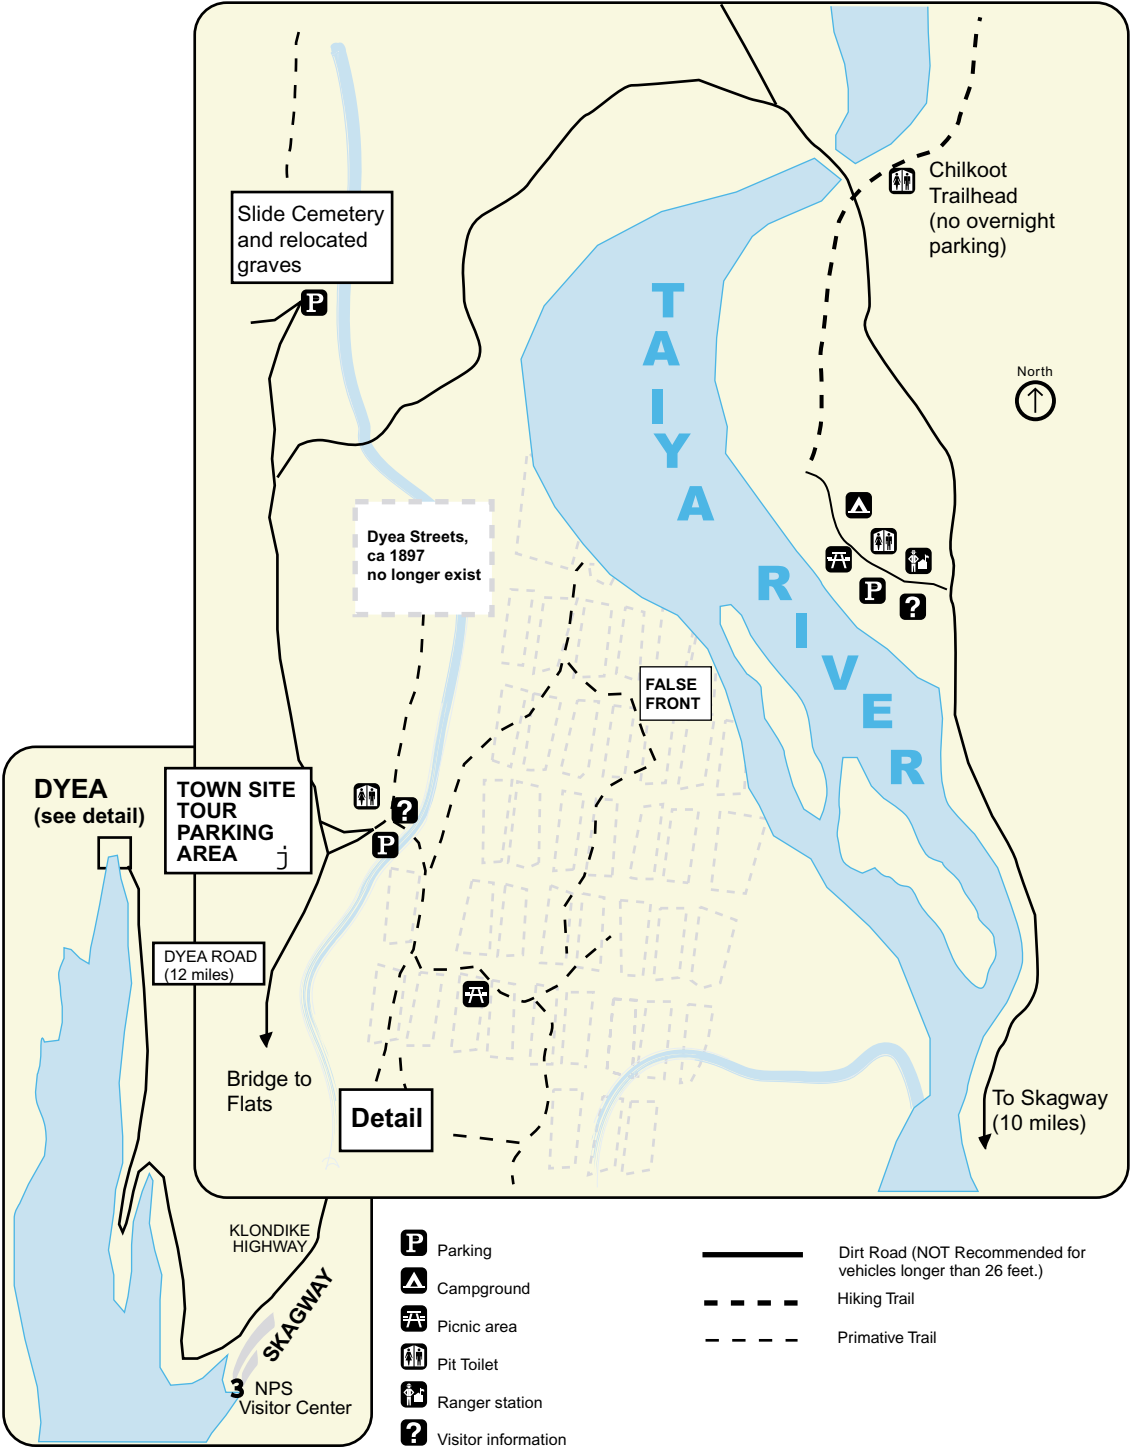 Slide Cemetery
and relocated
graves
P
Chilkoot
Trailhead
(no overnight
parking)
TAIYA
RIVER
North
Dyea Streets,
ca 1897
no longer exist
P
?
FALSE
FRONT
DYEA
(see detail)
TOWN SITE
TOUR
PARKING
AREA j
?
P
DYEA ROAD
(12 miles)
Bridge to
Flats
Detail
To Skagway
(10 miles)
KLONDIKE
HIGHWAY
SKAGWAY
3 NPS
Visitor Center
P Parking
Campground
Picnic area
Pit Toilet
Ranger station
? Visitor information
Dirt Road (NOT Recommended for
vehicles longer than 26 feet.)
Hiking Trail
Primative Trail